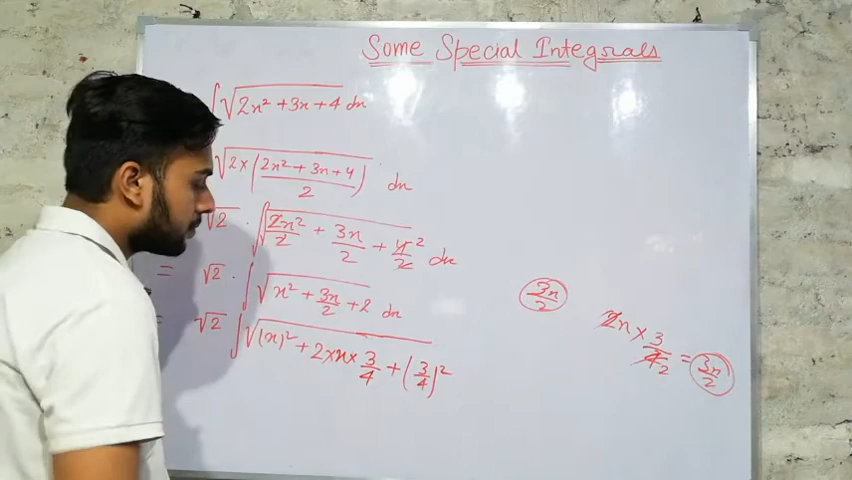 Some Special Integrals
∫√2x² + 3x + 4 dx
√2 × (2x² + 3x + 4 / 2) dx
√2 · ∫√2x²/2 + 3x/2 + 4/2 2 dx
= √2 · ∫√x² + 3x/2 + 2 dx
= √2 ∫√(x)² + 2×x× 3/4 + (3/4)²
3x/2
2x × 3/4 2 = 3x/2